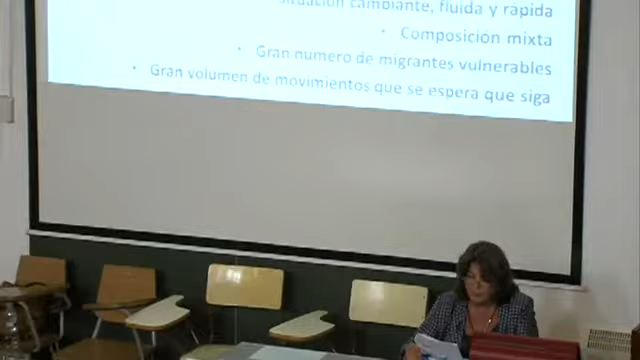 situación cambiante, fluida y rápida
• Composición mixta
• Gran numero de migrantes vulnerables
• Gran volumen de movimientos que se espera que siga